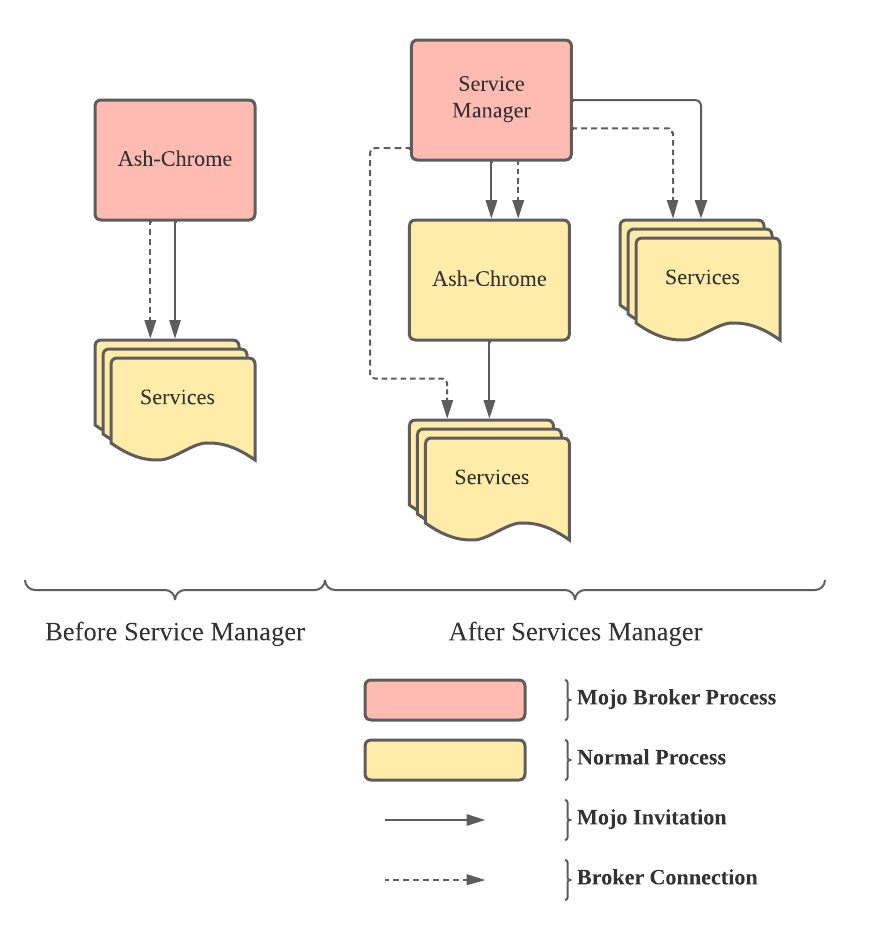 Ash-Chrome
Services
Service
Manager
Ash-Chrome
Services
Services
Before Service Manager
After Services Manager
Mojo Broker Process
Normal Process
Mojo Invitation
Broker Connection